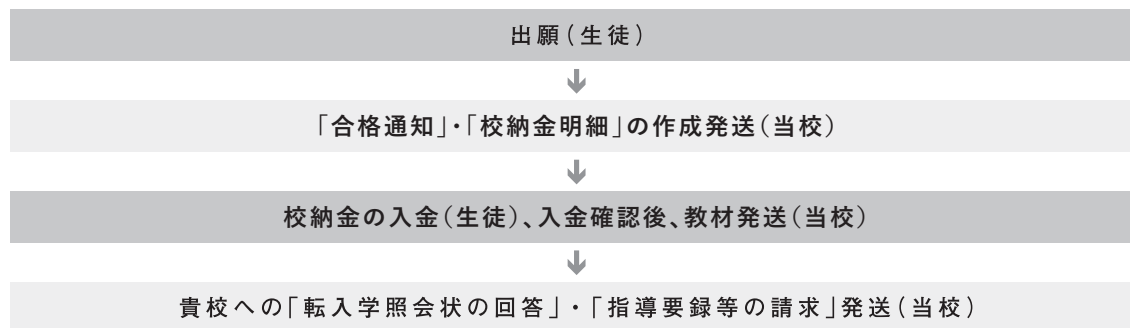 出願(生徒)
「合格通知」・「校納金明細」の作成発送(当校)
校納金の入金(生徒)、入金確認後、教材発送(当校)
貴校への「転入学照会状の回答」・「指導要録等の請求」発送(当校)